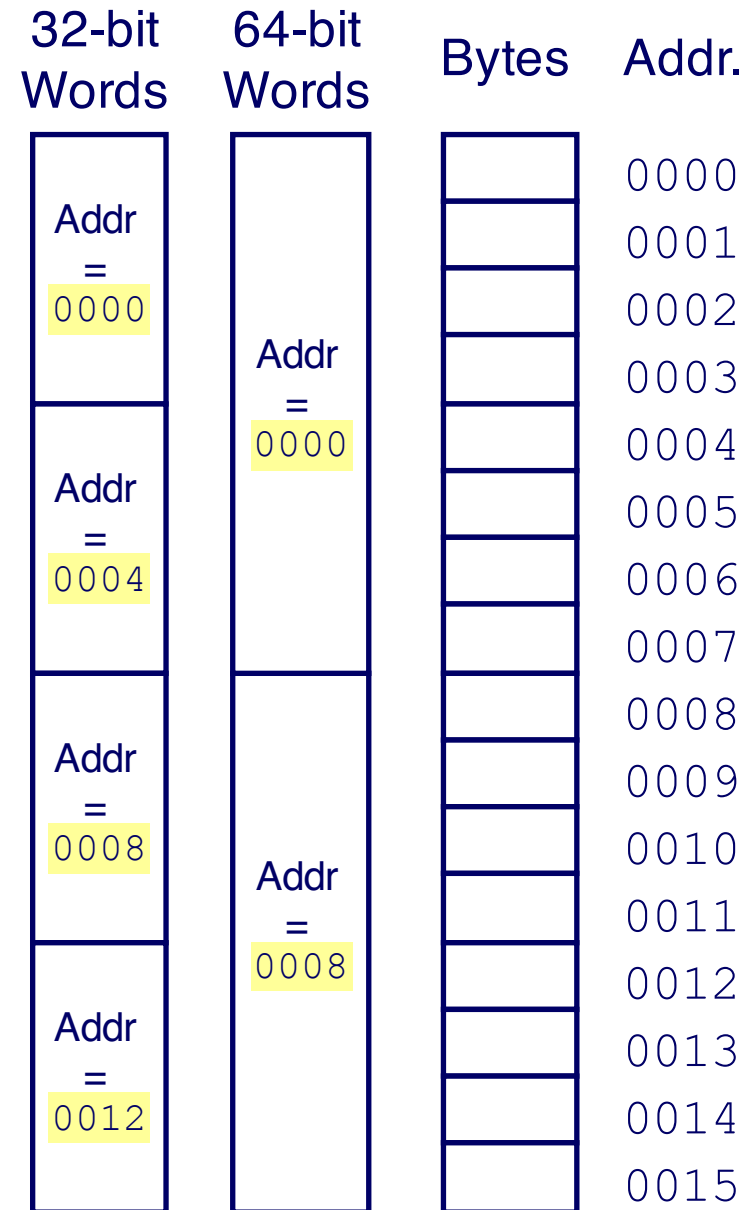 32-bit
Words
64-bit
Words
Bytes
Addr.
Addr
=
0000
Addr
=
0004
Addr
=
0008
Addr
=
0012
Addr
=
0000
Addr
=
0008
0000
0001
0002
0003
0004
0005
0006
0007
0008
0009
0010
0011
0012
0013
0014
0015